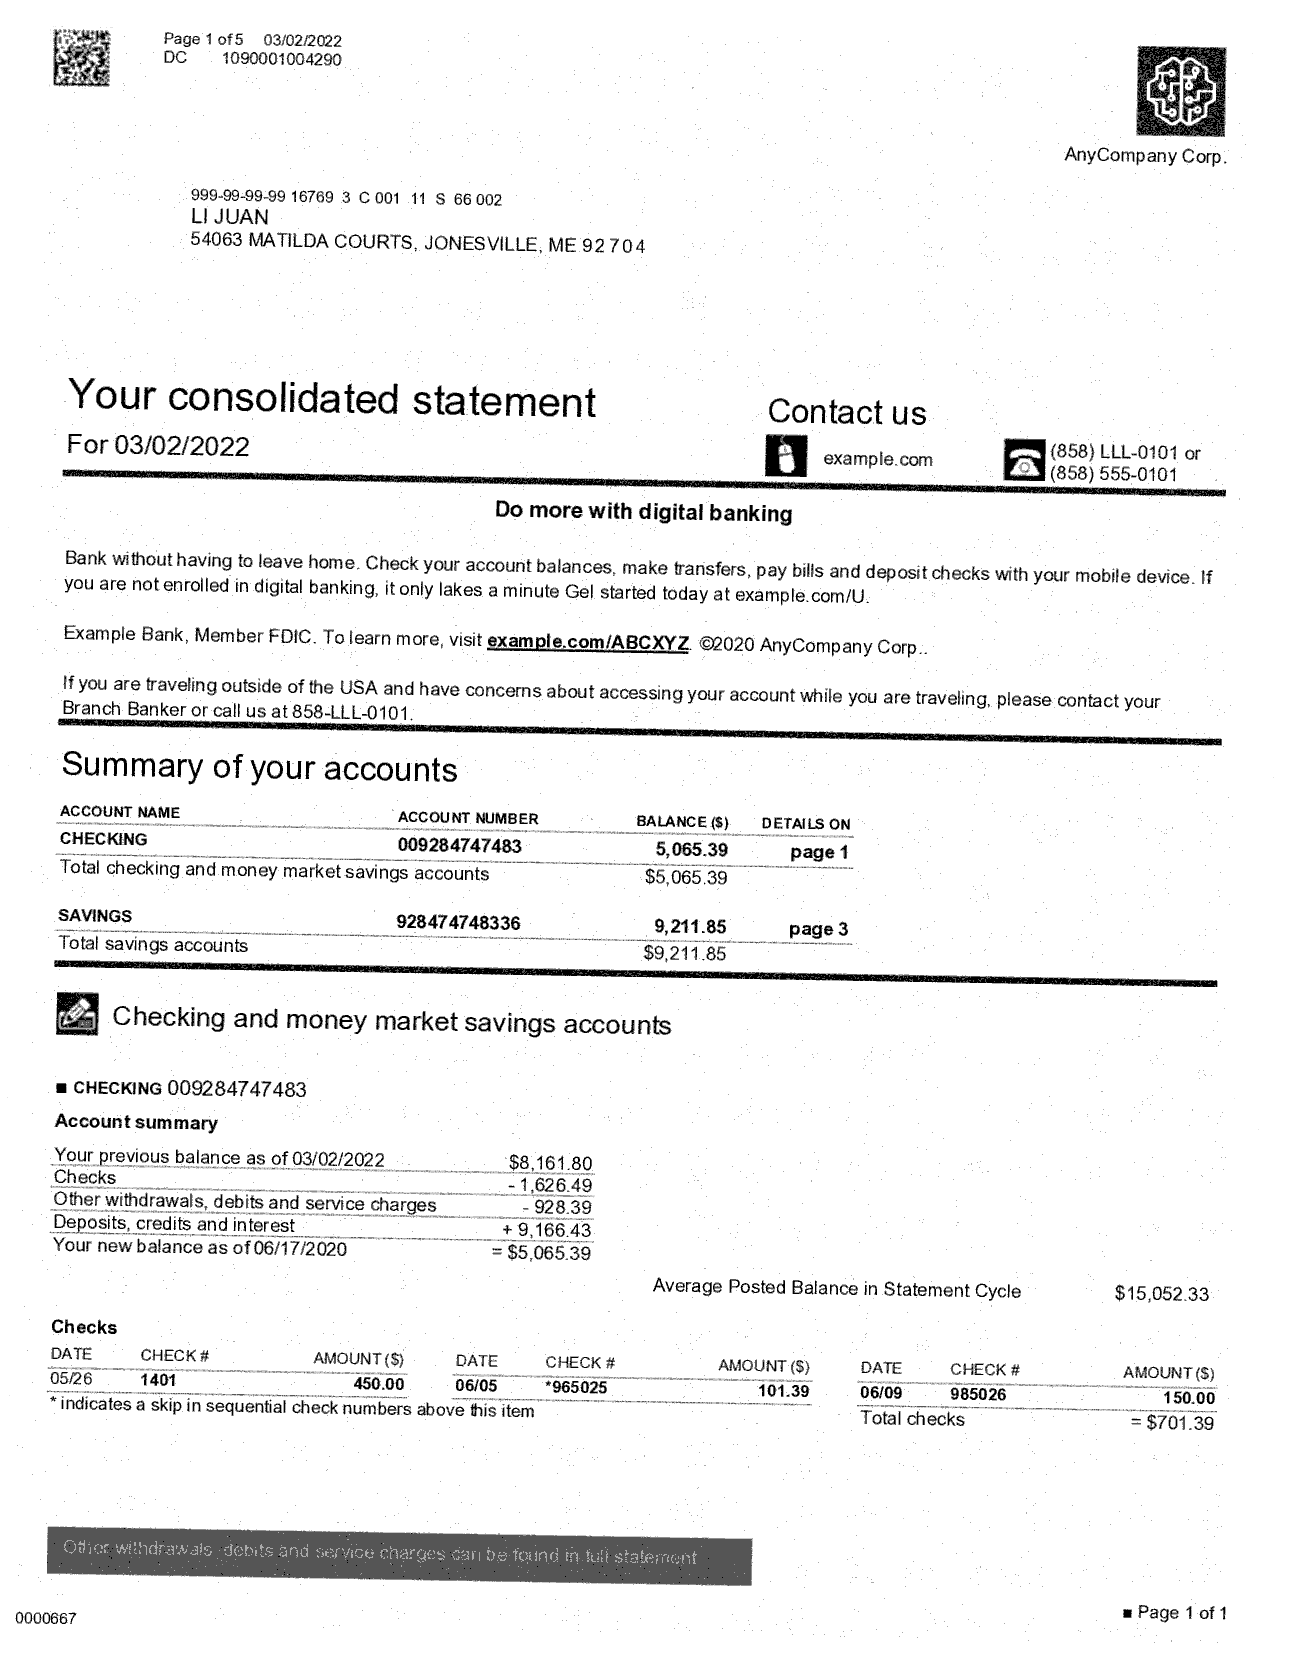 Page 1 of 5 03/02/2022
DC 1090001004290
AnyCompany Corp.
999-99-99-99 16769 3 C 001 11 S 66 002
LI JUAN
54063 MATILDA COURTS, JONESVILLE, ME 92704
Your consolidated statement
For 03/02/2022
Contact us
example.com
(858) LLL-0101 or
(858) 555-0101
Do more with digital banking
Bank without having to leave home. Check your account balances, make transfers, pay bills and deposit checks with your mobile device. If
you are not enrolled in digital banking, it only lakes a minute Gel started today at example.com/U.
Example Bank, Member FDIC. To learn more, visit example.com/ABCXYZ. ©2020 AnyCompany Corp..
If you are traveling outside of the USA and have concerns about accessing your account while you are traveling, please contact your
Branch Banker or call us at 858-LLL-0101.
Summary of your accounts
ACCOUNT NAME ACCOUNT NUMBER BALANCE ($) DETAILS ON
CHECKING 009284747483 5,065.39 page 1
Total checking and money market savings accounts $5,065.39
SAVINGS 928474748336 9,211.85 page 3
Total savings accounts $9,211.85
Checking and money market savings accounts
■ CHECKING 009284747483
Account summary
Your previous balance as of 03/02/2022 $8,161.80
Checks - 1,626.49
Other withdrawals, debits and service charges - 928.39
Deposits, credits and interest + 9,166.43
Your new balance as of 06/17/2020 = $5,065.39
Average Posted Balance in Statement Cycle $15,052.33
Checks
DATE CHECK # AMOUNT ($) DATE CHECK # AMOUNT ($) DATE CHECK # AMOUNT ($)
05/26 1401 450.00 06/05 *965025 101.39 06/09 985026 150.00
* indicates a skip in sequential check numbers above this item Total checks = $701.39
Other withdrawals, debits and service charges can be found in full statement
0000667
■ Page 1 of 1